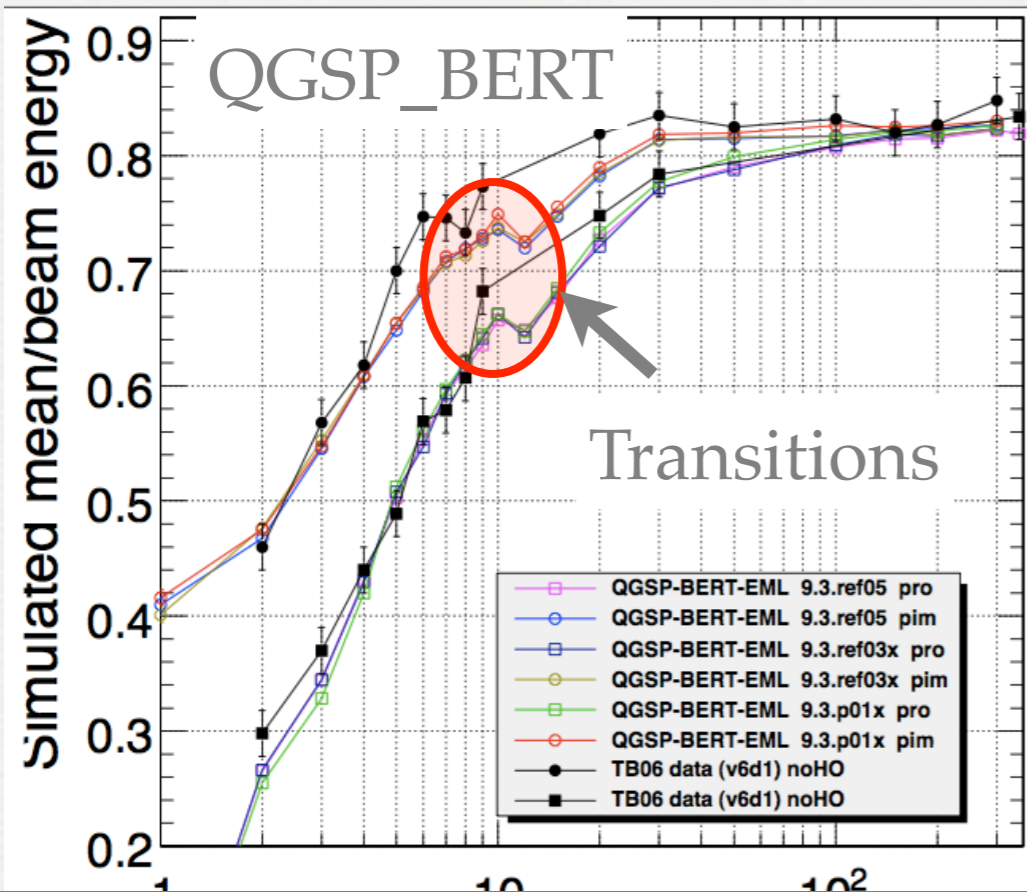 Simulated mean/beam energy
0.9
0.8
0.7
0.6
0.5
0.4
0.3
0.2
QGSP_BERT
Transitions
QGSP-BERT-EML 9.3.ref05 pro
QGSP-BERT-EML 9.3.ref05 pim
QGSP-BERT-EML 9.3.ref03x pro
QGSP-BERT-EML 9.3.ref03x pim
QGSP-BERT-EML 9.3.p01x pro
QGSP-BERT-EML 9.3.p01x pim
TB06 data (v6d1) noHO
TB06 data (v6d1) noHO
1 10 10²